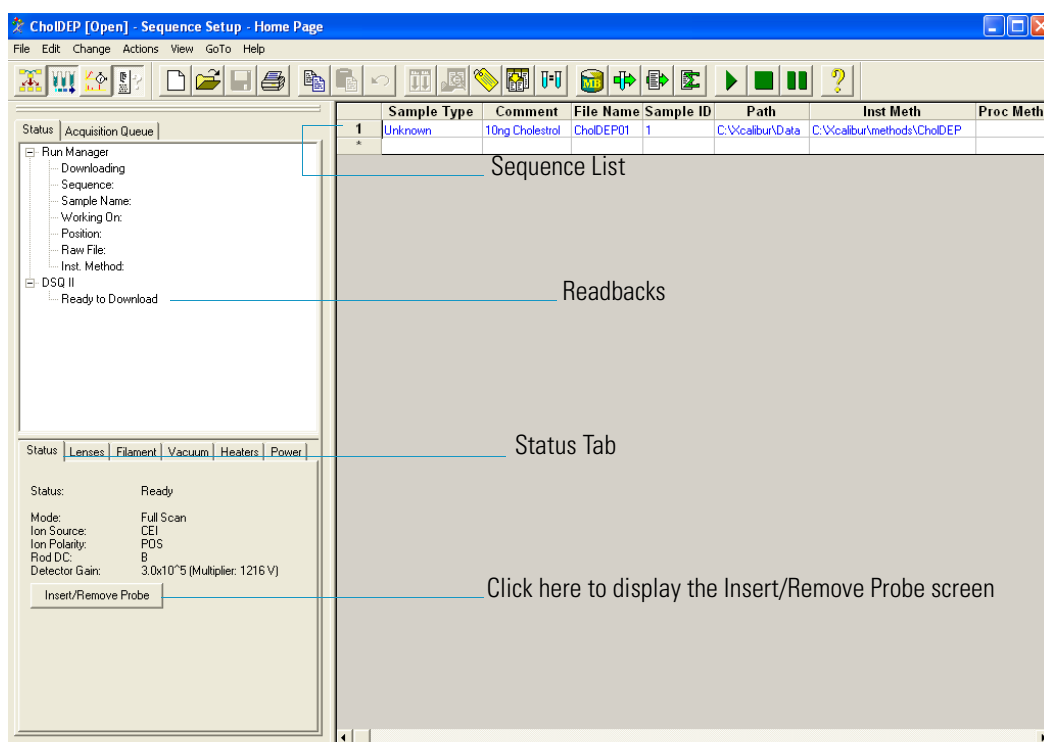 CholDEP [Open] - Sequence Setup - Home Page
File Edit Change Actions View GoTo Help
Status Acquisition Queue
Run Manager
Downloading
Sequence:
Sample Name:
Working On:
Position:
Raw File:
Inst. Method:
DSQ II
Ready to Download
Sample Type Comment File Name Sample ID Path Inst Meth Proc Meth
1 Unknown 10ng Cholestrol CholDEP01 1 C:\Xcalibur\Data C:\Xcalibur\methods\CholDEP
*
Sequence List
Readbacks
Status Tab
Status Lenses Filament Vacuum Heaters Power
Status: Ready
Mode: Full Scan
Ion Source: CEI
Ion Polarity: POS
Rod DC: B
Detector Gain: 3.0x10^5 (Multiplier: 1216 V)
Insert/Remove Probe
Click here to display the Insert/Remove Probe screen